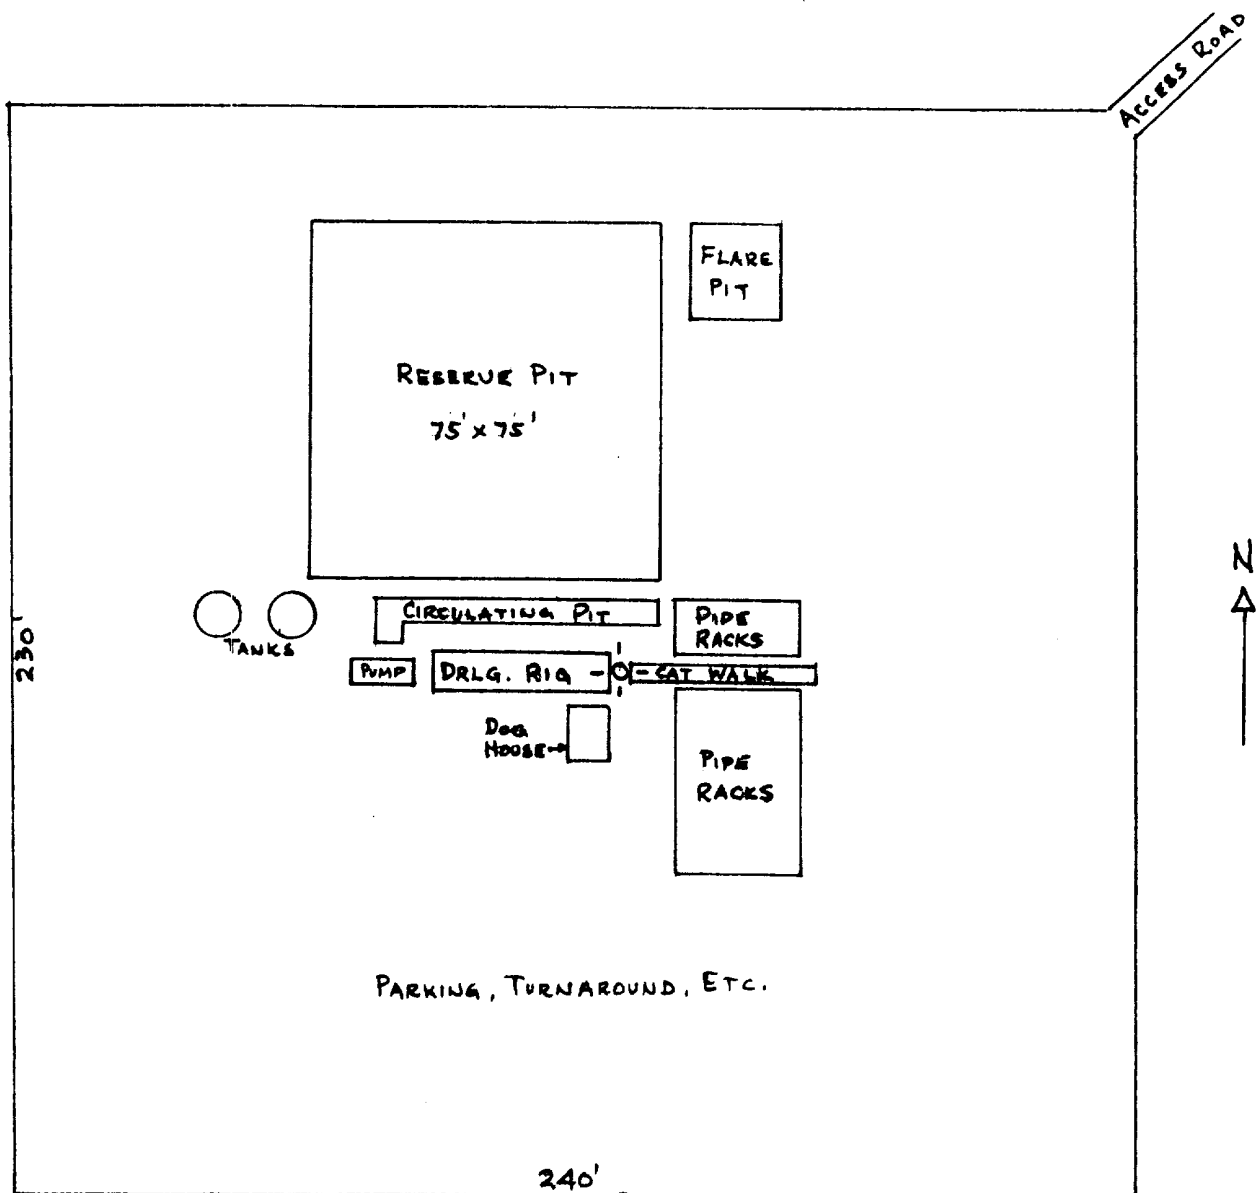 ACCESS ROAD
FLARE
PIT
RESERVE PIT
75' x 75'
N
230'
TANKS
CIRCULATING PIT
PIPE
RACKS
PUMP
DRLG. RIG
CAT WALK
DOG
HOUSE
PIPE
RACKS
PARKING, TURNAROUND, ETC.
240'